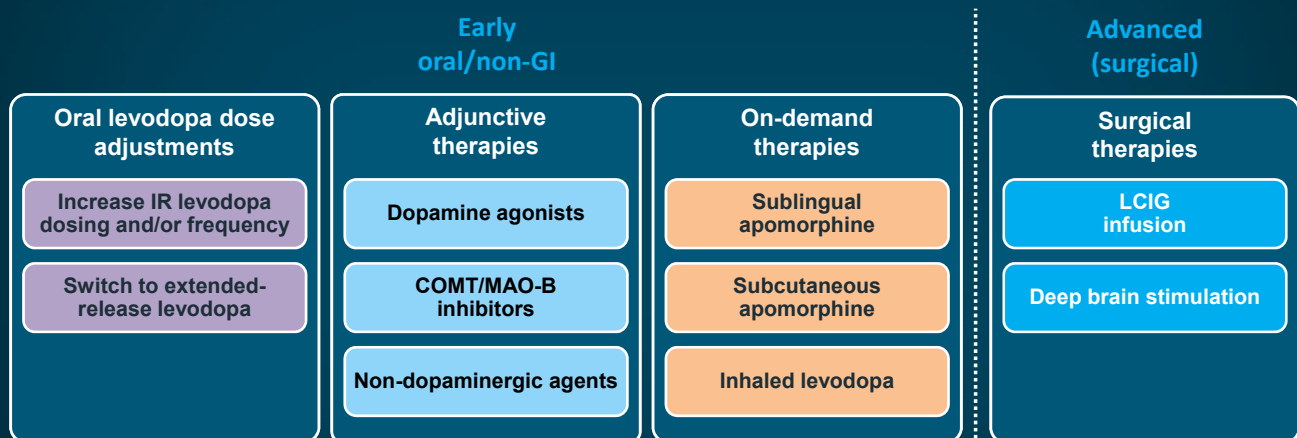 Early
oral/non-GI
Advanced
(surgical)
Oral levodopa dose
adjustments
Increase IR levodopa
dosing and/or frequency
Switch to extended-
release levodopa
Adjunctive
therapies
Dopamine agonists
COMT/MAO-B
inhibitors
Non-dopaminergic agents
On-demand
therapies
Sublingual
apomorphine
Subcutaneous
apomorphine
Inhaled levodopa
Surgical
therapies
LCIG
infusion
Deep brain stimulation